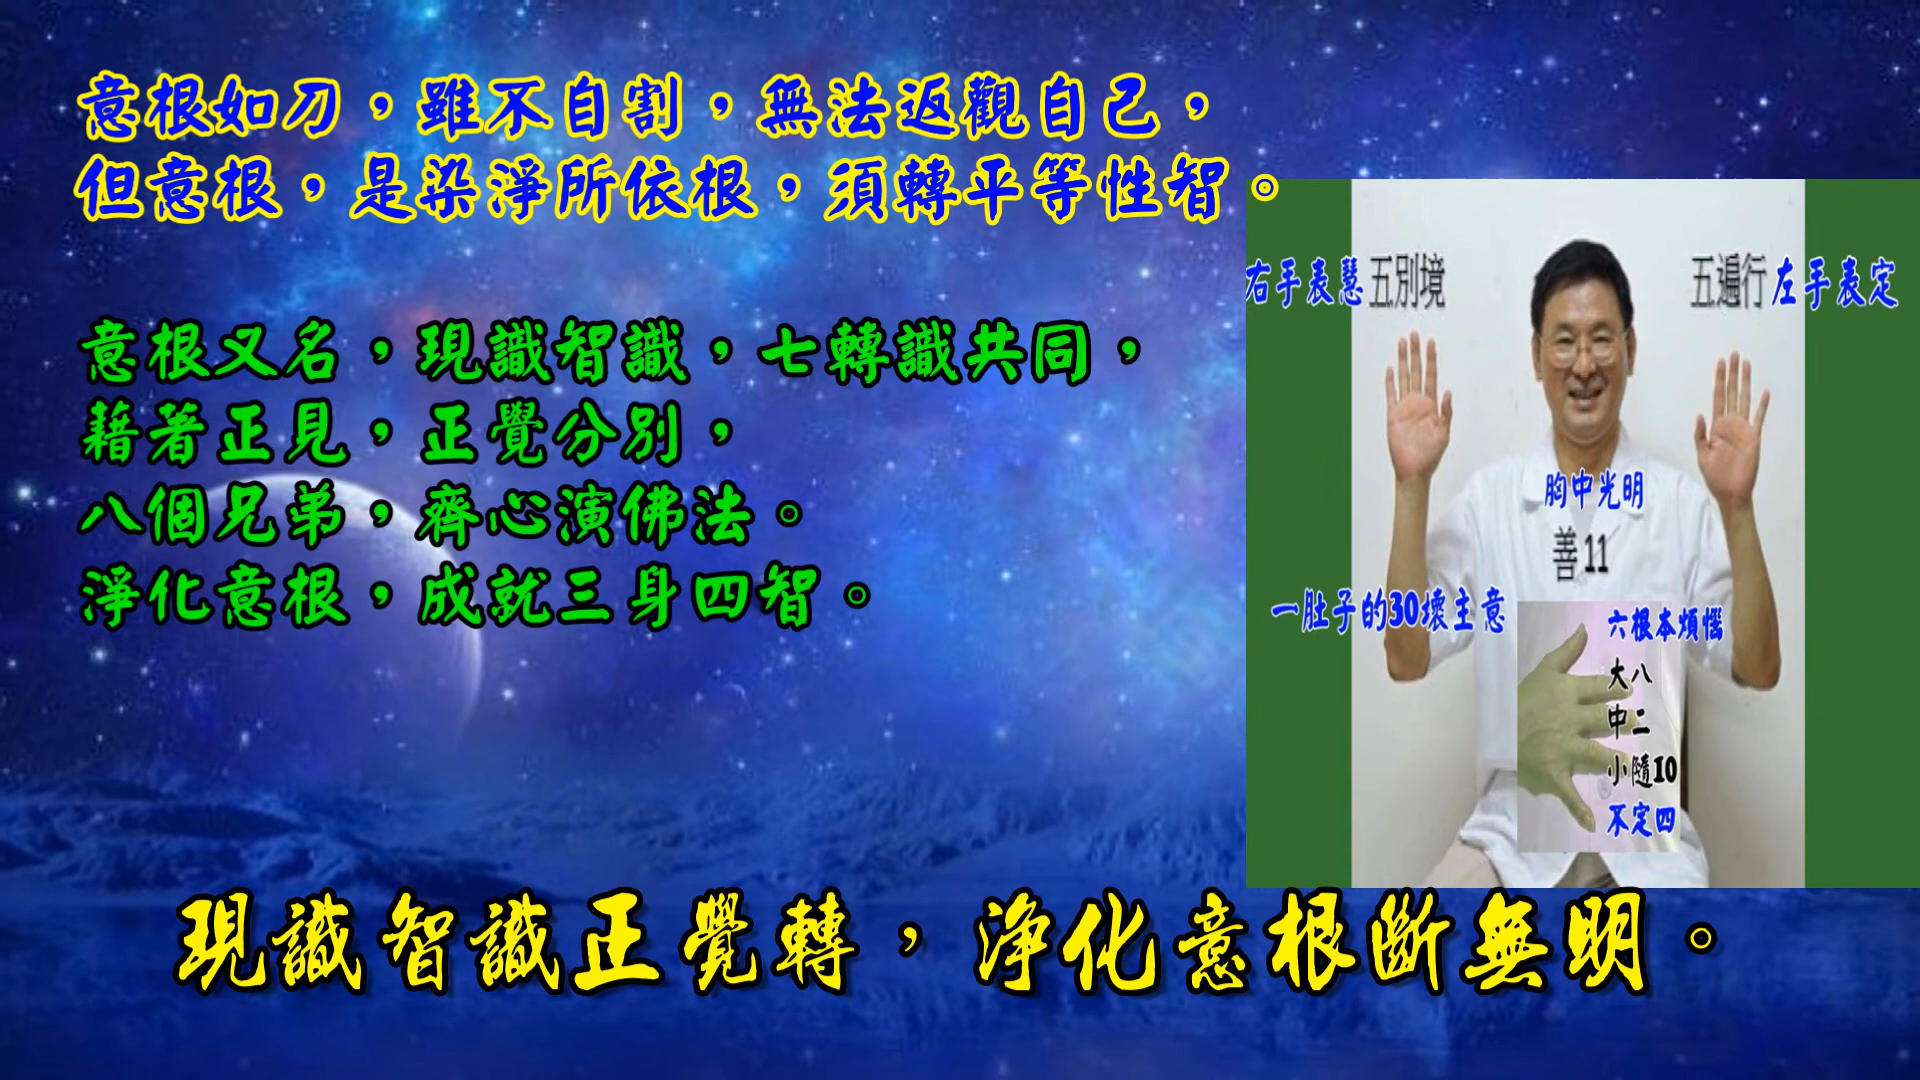 意根如刀，雖不自割，無法返觀自己，
但意根，是染淨所依根，須轉平等性智。
意根又名，現識智識，七轉識共同，
藉著正見，正覺分別，
八個兄弟，齊心演佛法。
淨化意根，成就三身四智。
右手表慧 五別境
五遍行 左手表定
胸中光明
善11
一肚子的30壞主意
六根本煩惱
大八
中二
小隨10
不定四
現識智識正覺轉，淨化意根斷無明。